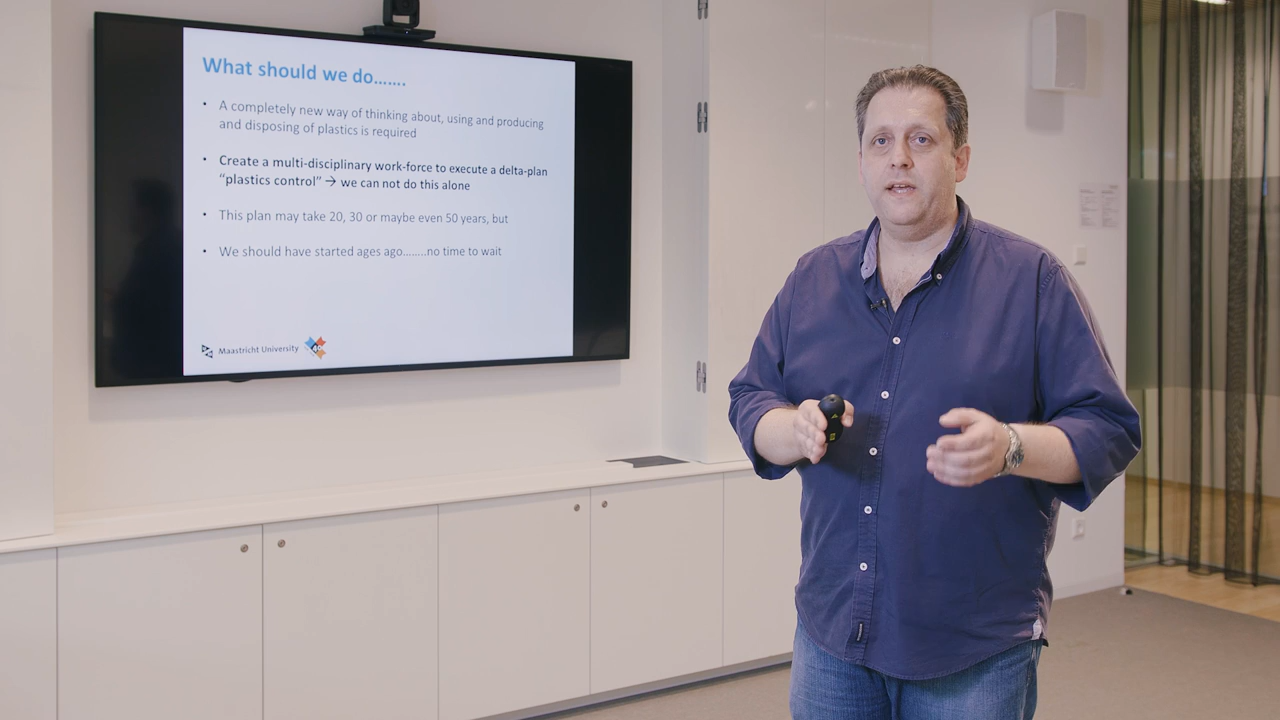 What should we do.......
• A completely new way of thinking about, using and producing
and disposing of plastics is required
• Create a multi-disciplinary work-force to execute a delta-plan
“plastics control” → we can not do this alone
• This plan may take 20, 30 or maybe even 50 years, but
• We should have started ages ago........no time to wait
Maastricht University